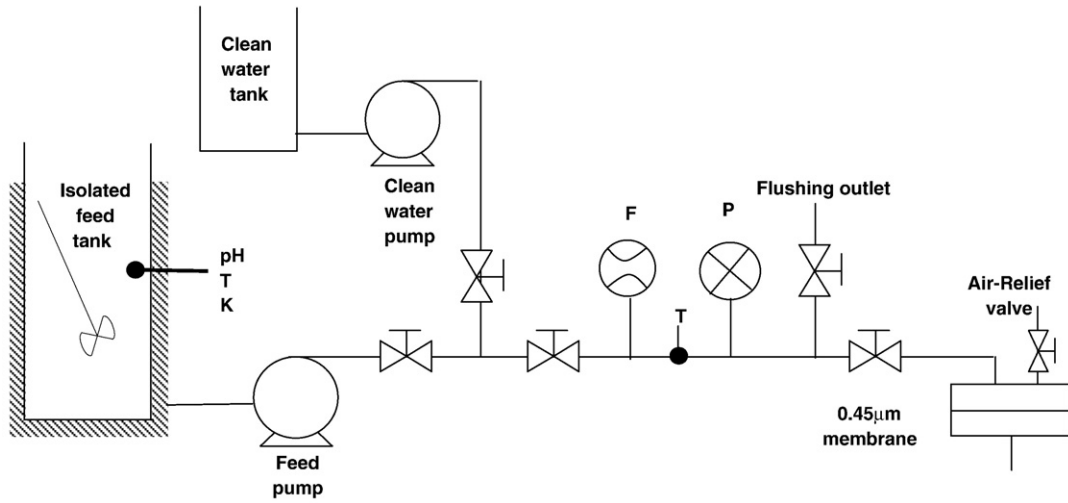 Clean
water
tank
Isolated
feed
tank
pH
T
K
Clean
water
pump
Feed
pump
F
P
T
Flushing outlet
Air-Relief
valve
0.45μm
membrane